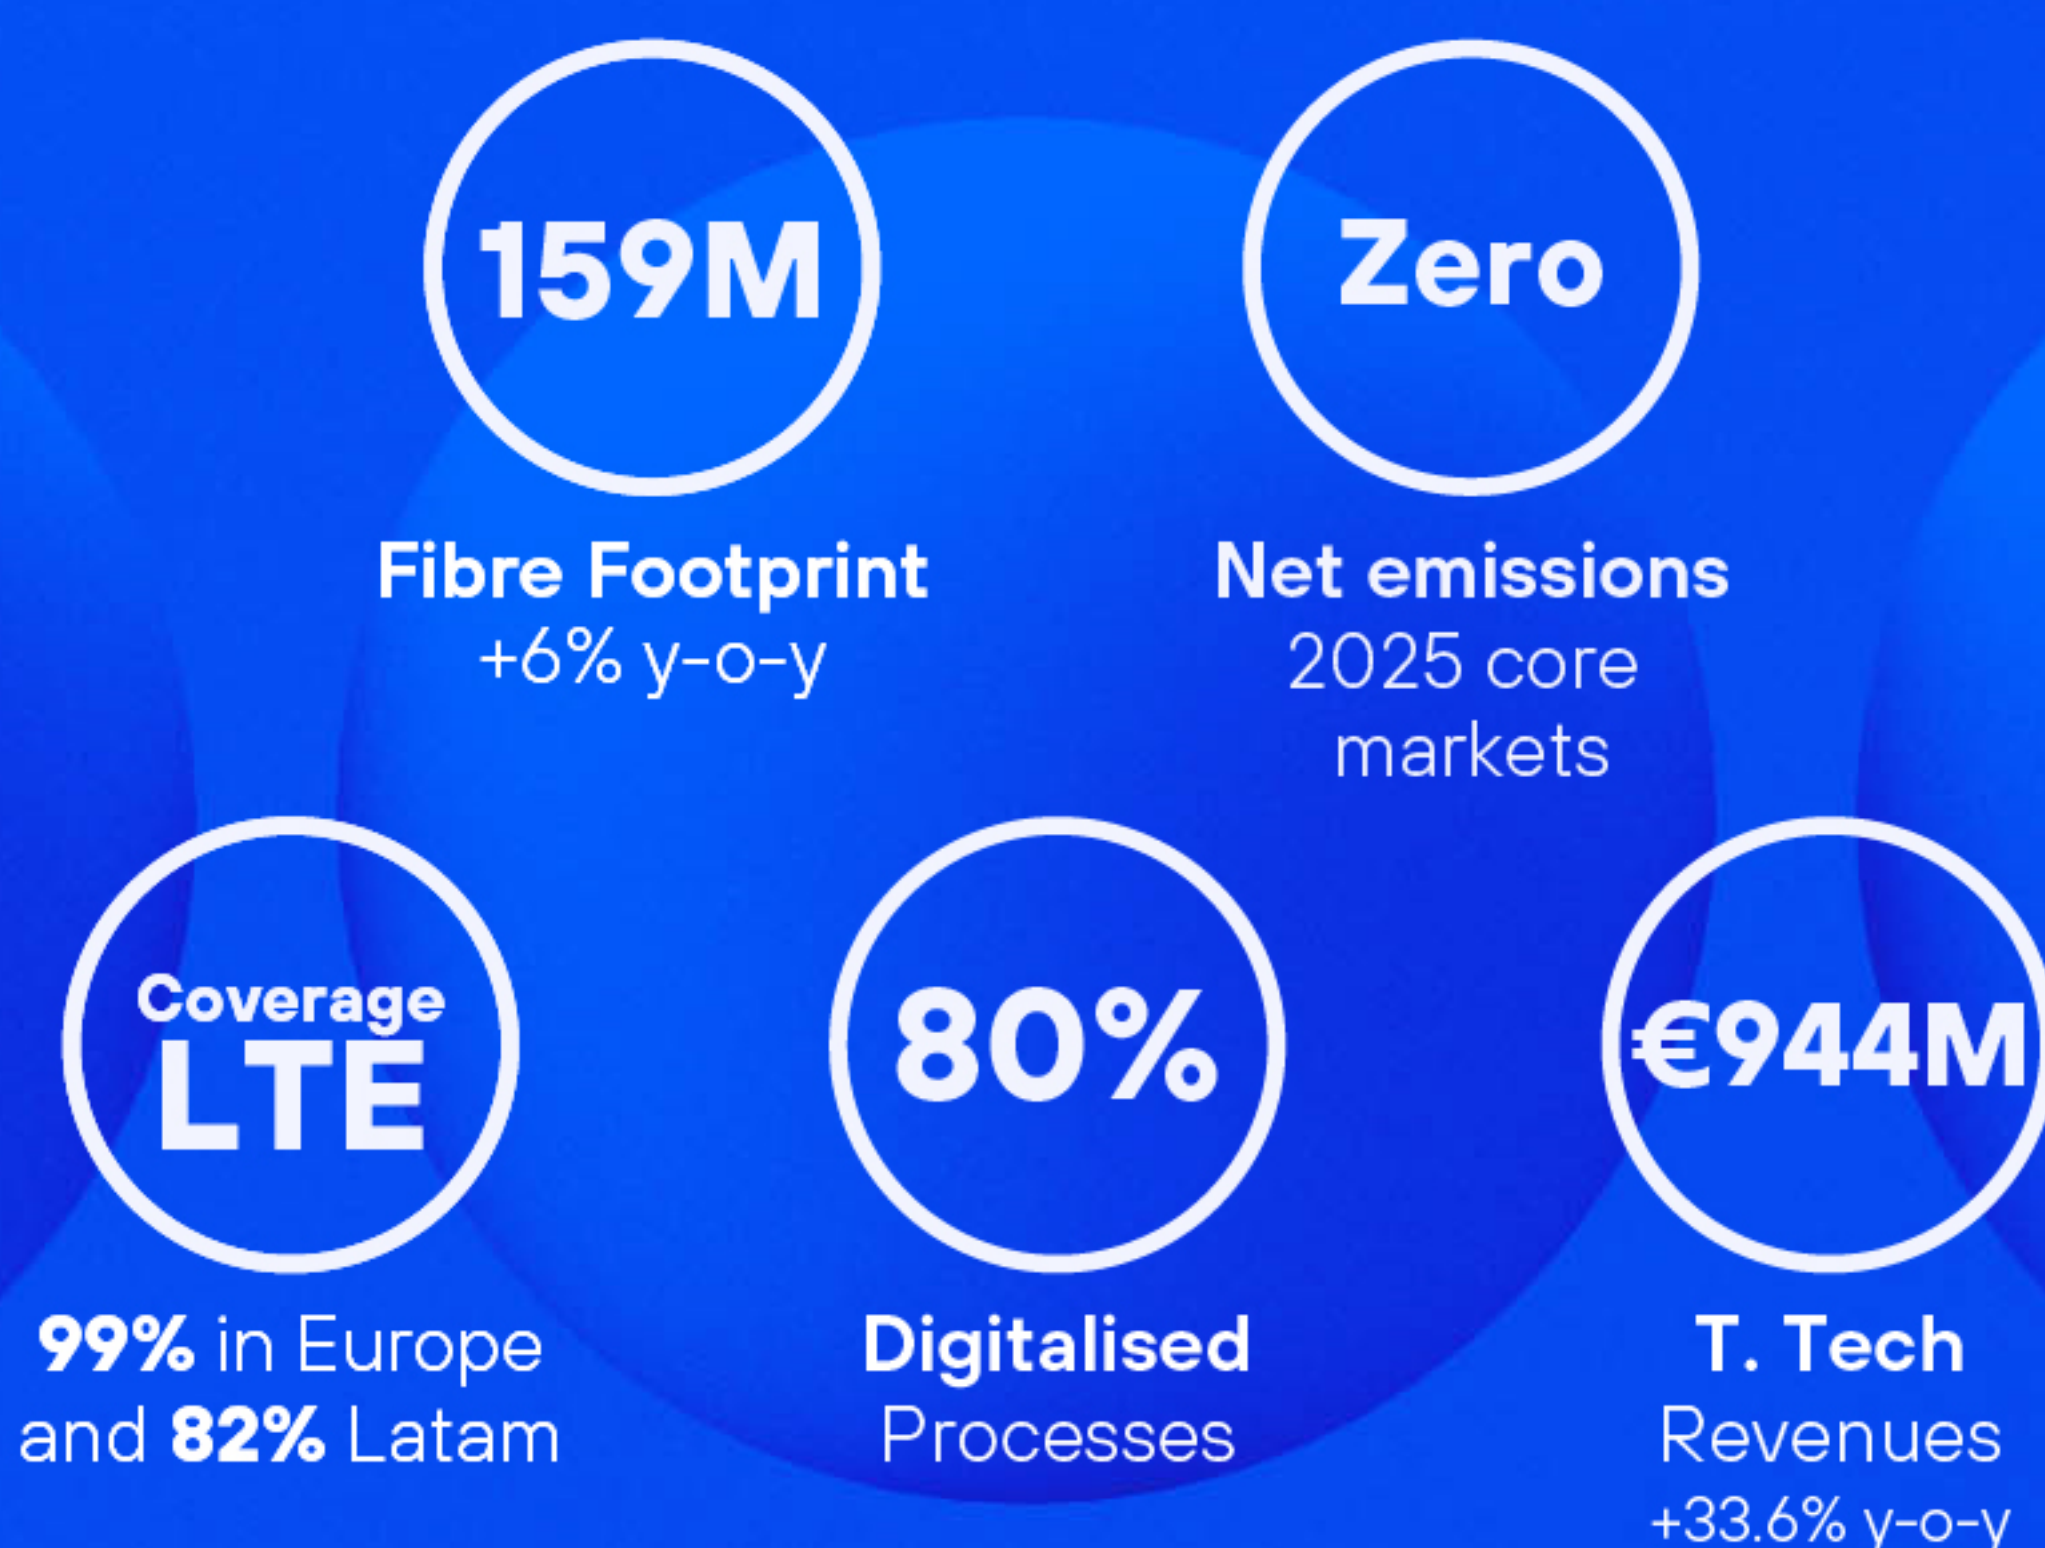 159M
Fibre Footprint
+6% y-o-y
Zero
Net emissions
2025 core
markets
Coverage
LTE
99% in Europe
and 82% Latam
80%
Digitalised
Processes
€944M
T. Tech
Revenues
+33.6% y-o-y